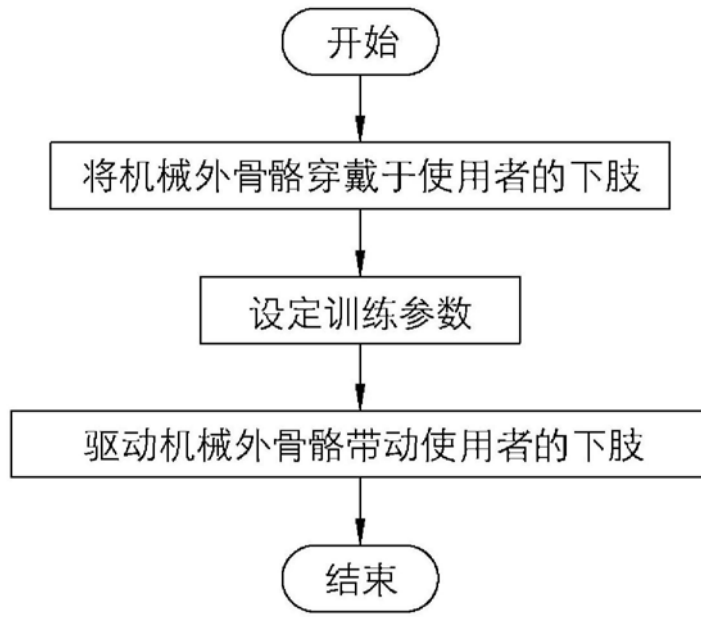 开始
将机械外骨骼穿戴于使用者的下肢
设定训练参数
驱动机械外骨骼带动使用者的下肢
结束